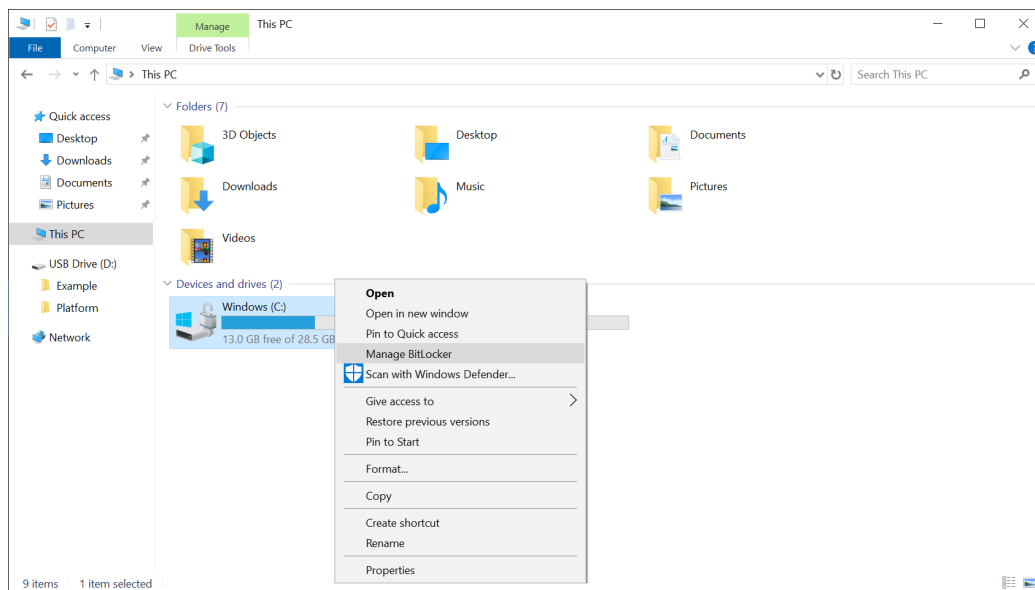 Manage This PC
File Computer View Drive Tools
This PC Search This PC
Quick access
Desktop
Downloads
Documents
Pictures
This PC
USB Drive (D:)
Example
Platform
Network
Folders (7)
3D Objects Desktop Documents
Downloads Music Pictures
Videos
Devices and drives (2)
Windows (C:)
13.0 GB free of 28.5 GB
Open
Open in new window
Pin to Quick access
Manage BitLocker
Scan with Windows Defender...
Give access to
Restore previous versions
Pin to Start
Format...
Copy
Create shortcut
Rename
Properties
9 items 1 item selected